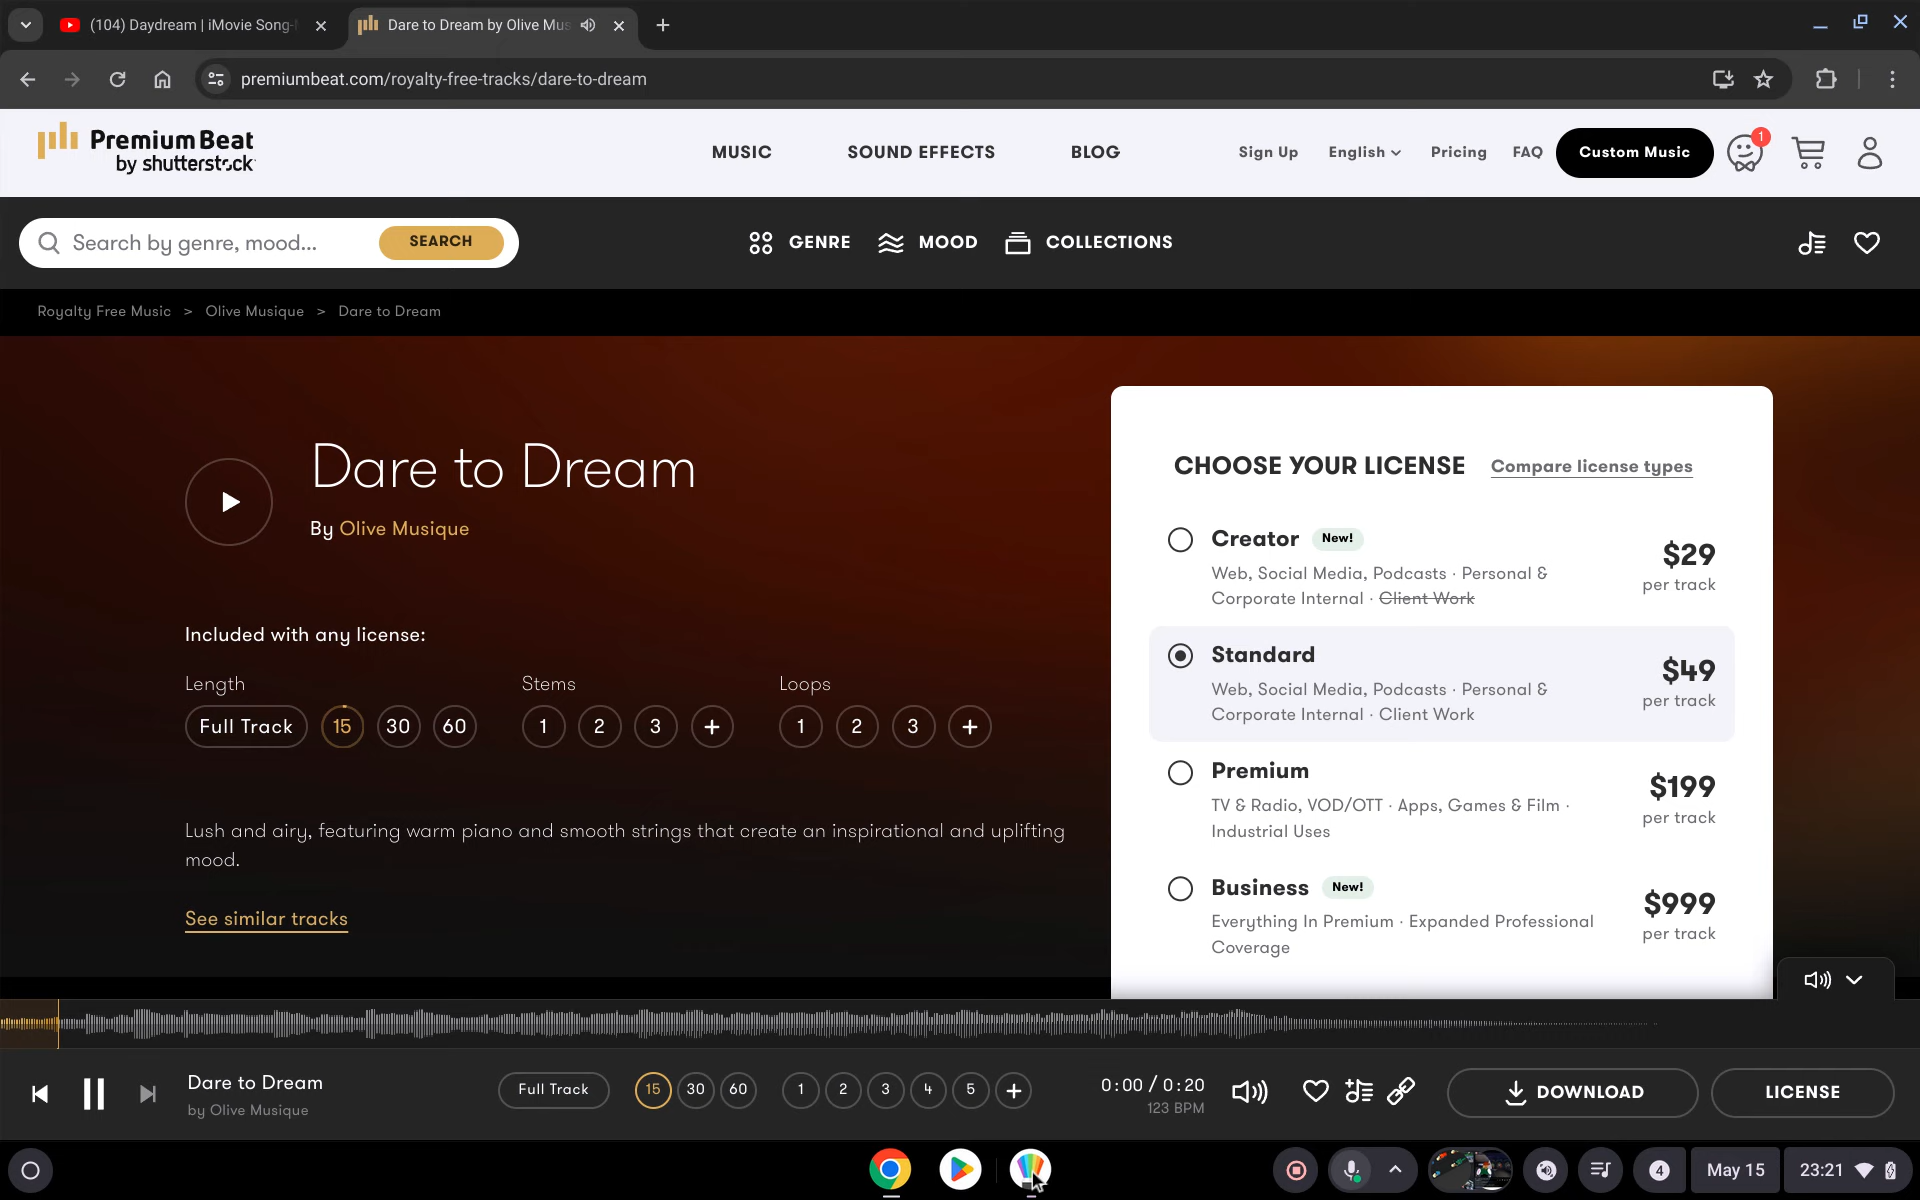 (104) Daydream | iMovie Song-
Dare to Dream by Olive Mus
premiumbeat.com/royalty-free-tracks/dare-to-dream
PremiumBeat
by shutterstock
MUSIC
SOUND EFFECTS
BLOG
Sign Up
English
Pricing
FAQ
Custom Music
1
Search by genre, mood...
SEARCH
GENRE
MOOD
COLLECTIONS
Royalty Free Music > Olive Musique > Dare to Dream
Dare to Dream
By Olive Musique
Included with any license:
Length
Stems
Loops
Full Track 15 30 60
1 2 3 +
1 2 3 +
Lush and airy, featuring warm piano and smooth strings that create an inspirational and uplifting
mood.
See similar tracks
CHOOSE YOUR LICENSE
Compare license types
Creator New!
Web, Social Media, Podcasts · Personal &
Corporate Internal · Client Work
$29
per track
Standard
Web, Social Media, Podcasts · Personal &
Corporate Internal · Client Work
$49
per track
Premium
TV & Radio, VOD/OTT · Apps, Games & Film ·
Industrial Uses
$199
per track
Business New!
Everything In Premium · Expanded Professional
Coverage
$999
per track
Dare to Dream
by Olive Musique
Full Track 15 30 60 1 2 3 4 5 +
0:00 / 0:20
123 BPM
DOWNLOAD
LICENSE
4
May 15
23:21